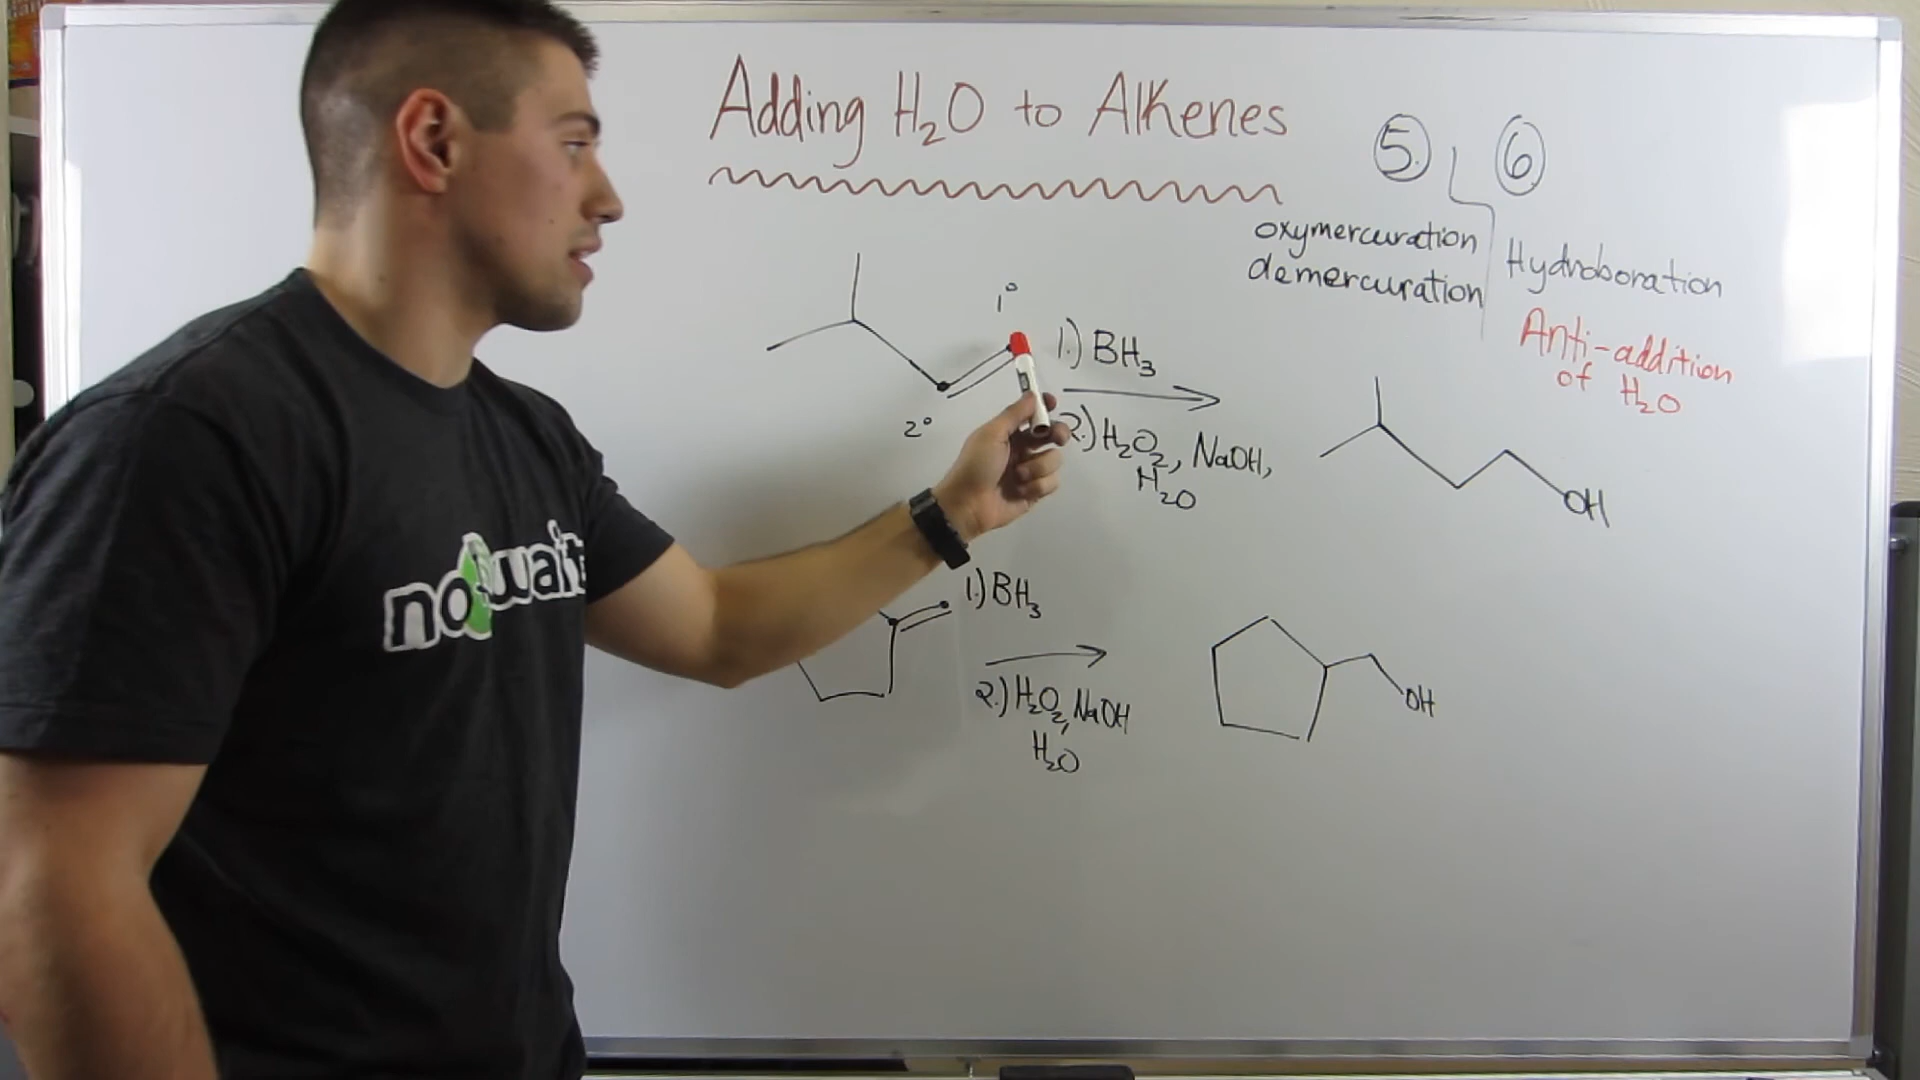 Adding H₂O to Alkenes
5.
6
oxymercuration
demercuration
Hydroboration
Anti-addition
of H₂O
1°
2°
1.) BH₃
2.) H₂O₂, NaOH,
H₂O
OH
1.) BH₃
2.) H₂O₂, NaOH
H₂O
OH
nowait